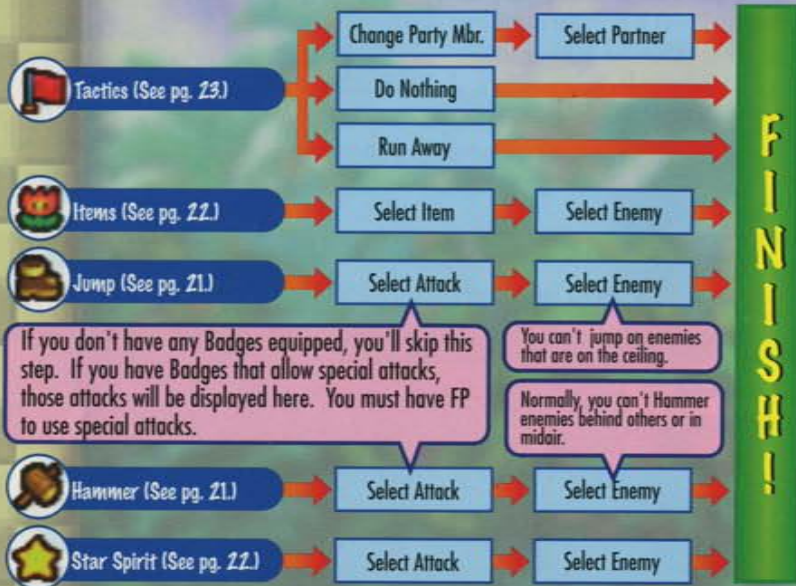 Change Party Mbr.
Select Partner
Tactics (See pg. 23.)
Do Nothing
Run Away
Items (See pg. 22.)
Select Item
Select Enemy
Jump (See pg. 21.)
Select Attack
Select Enemy
If you don't have any Badges equipped, you'll skip this
step. If you have Badges that allow special attacks,
those attacks will be displayed here. You must have FP
to use special attacks.
You can't jump on enemies
that are on the ceiling.
Normally, you can't Hammer
enemies behind others or in
midair.
Hammer (See pg. 21.)
Select Attack
Select Enemy
Star Spirit (See pg. 22.)
Select Attack
Select Enemy
FINISH!